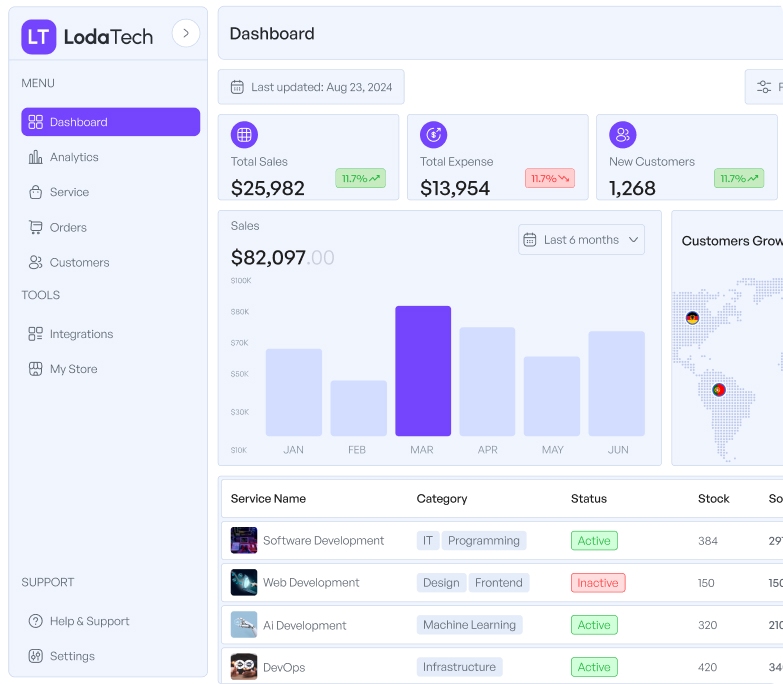 LT LodaTech
MENU
Dashboard
Analytics
Service
Orders
Customers
TOOLS
Integrations
My Store
SUPPORT
Help & Support
Settings
Dashboard
Last updated: Aug 23, 2024
Total Sales
$25,982
11.7%
Total Expense
$13,954
11.7%
New Customers
1,268
11.7%
Sales
$82,097.00
Last 6 months
$100K
$80K
$70K
$50K
$30K
$10K
JAN FEB MAR APR MAY JUN
Customers Grow
Service Name Category Status Stock So
Software Development IT Programming Active 384 297
Web Development Design Frontend Inactive 150 150
Ai Development Machine Learning Active 320 210
DevOps Infrastructure Active 420 34